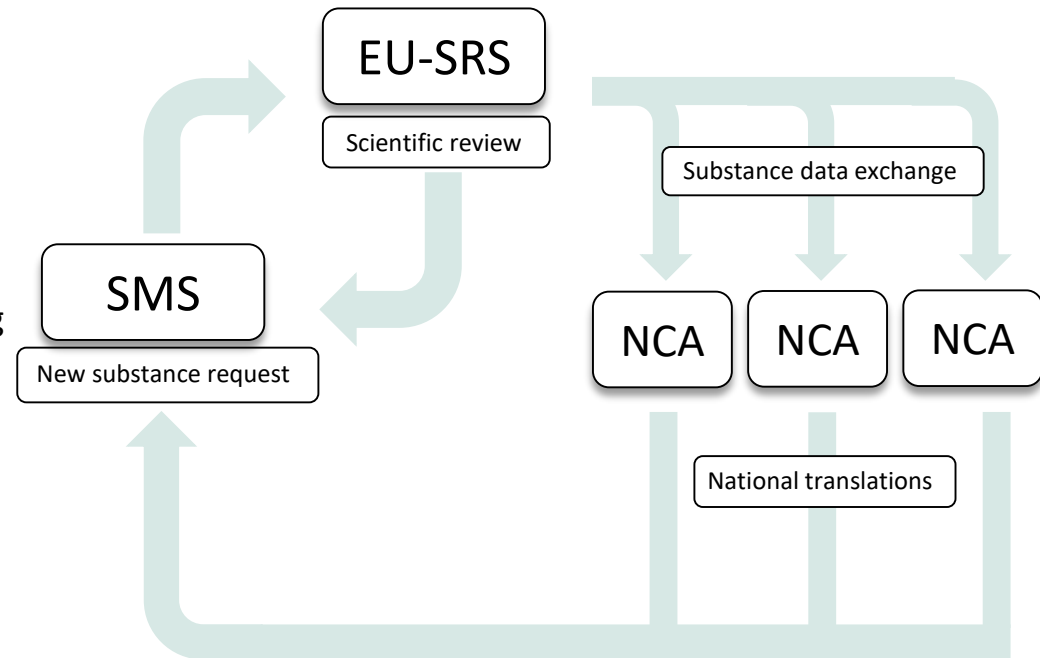 EU-SRS
Scientific review
Substance data exchange
SMS
New substance request
NCA
NCA
NCA
National translations